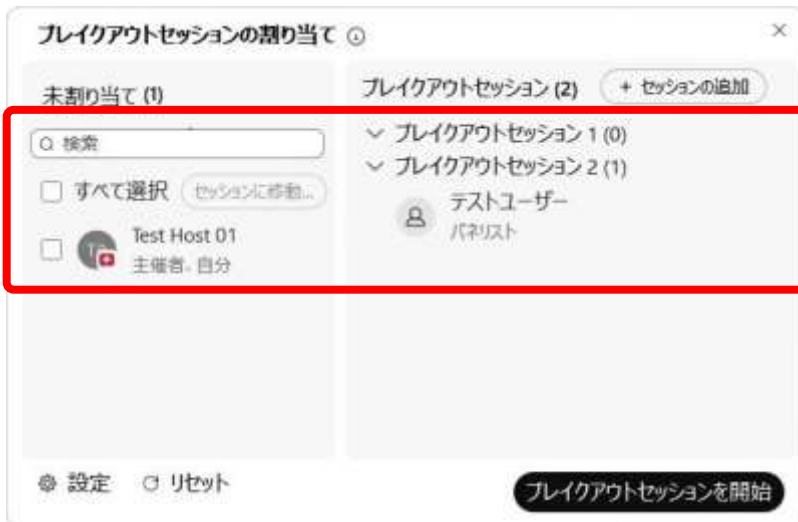 ブレイクアウトセッションの割り当て
未割り当て (1)
検索
すべて選択
セッションに移動...
Test Host 01
主催者、自分
ブレイクアウトセッション (2)
+ セッションの追加
ブレイクアウトセッション 1 (0)
ブレイクアウトセッション 2 (1)
テストユーザー
パネリスト
設定
リセット
ブレイクアウトセッションを開始